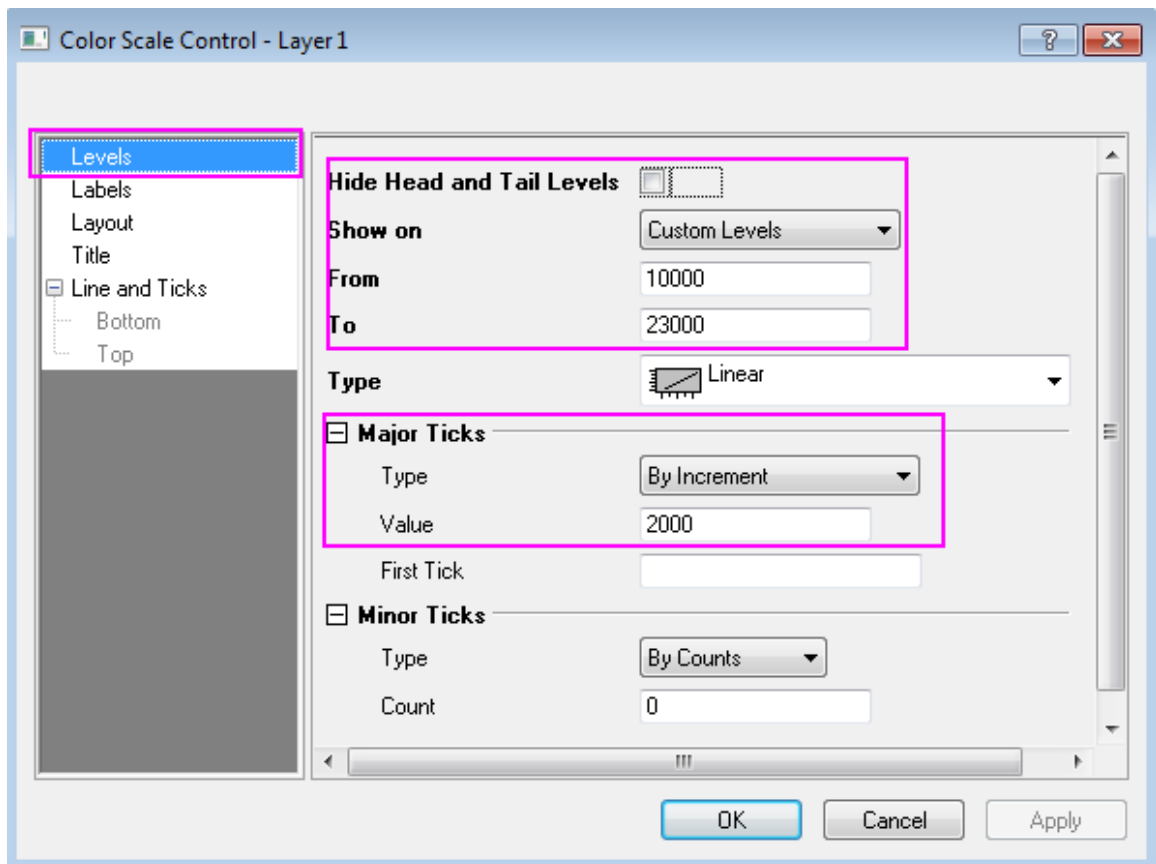 Color Scale Control - Layer 1
Levels
Labels
Layout
Title
Line and Ticks
Bottom
Top
Hide Head and Tail Levels
Show on Custom Levels
From 10000
To 23000
Type Linear
Major Ticks
Type By Increment
Value 2000
First Tick
Minor Ticks
Type By Counts
Count 0
OK Cancel Apply